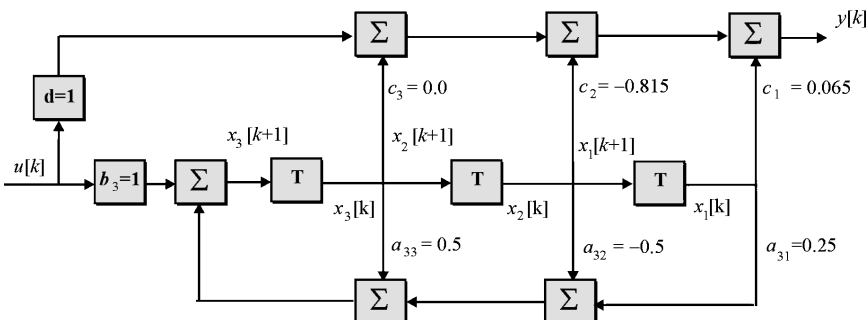 y[k]
Σ
Σ
Σ
c₃ = 0.0
c₂= −0.815
c₁ = 0.065
d=1
x₃ [k+1]
x₂ [k+1]
x₁[k+1]
u[k]
b₃=1
Σ
T
T
T
x₃[k]
x₂[k]
x₁[k]
a₃₃ = 0.5
a₃₂ = −0.5
a₃₁=0.25
Σ
Σ